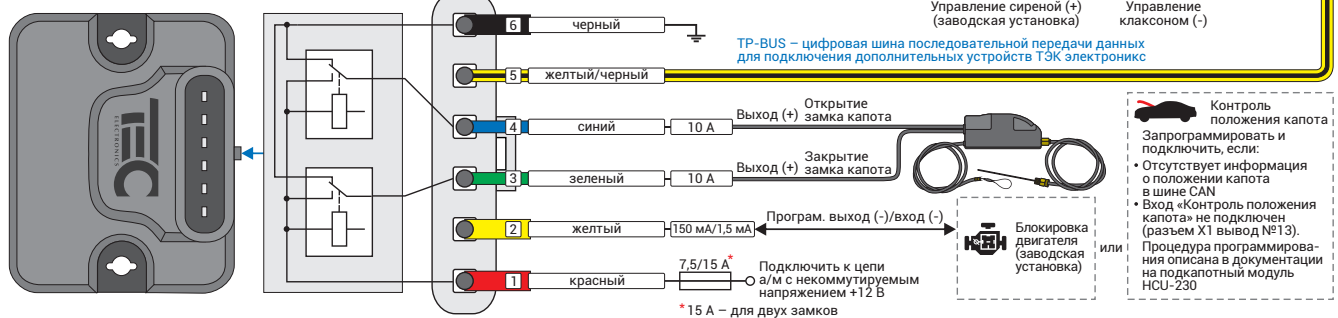 Управление сиреной (+)
(заводская установка)
Управление
клаксоном (-)
TEC
ELECTRONICS
6 черный
TP-BUS – цифровая шина последовательной передачи данных
для подключения дополнительных устройств ТЭК электроникс
5 желтый/черный
4 синий 10 А
Выход (+) Открытие
замка капота
3 зеленый 10 А
Выход (+) Закрытие
замка капота
2 желтый 150 мА/1,5 мА
Програм. выход (-)/вход (-)
Блокировка
двигателя
(заводская
установка)
или
1 красный
7,5/15 А*
Подключить к цепи
а/м с некоммутируемым
напряжением +12 В
*15 А – для двух замков
Контроль
положения капота
Запрограммировать и
подключить, если:
• Отсутствует информация
о положении капота
в шине CAN
• Вход «Контроль положения
капота» не подключен
(разъем X1 вывод №13).
Процедура программирова-
ния описана в документации
на подкапотный модуль
HCU-230